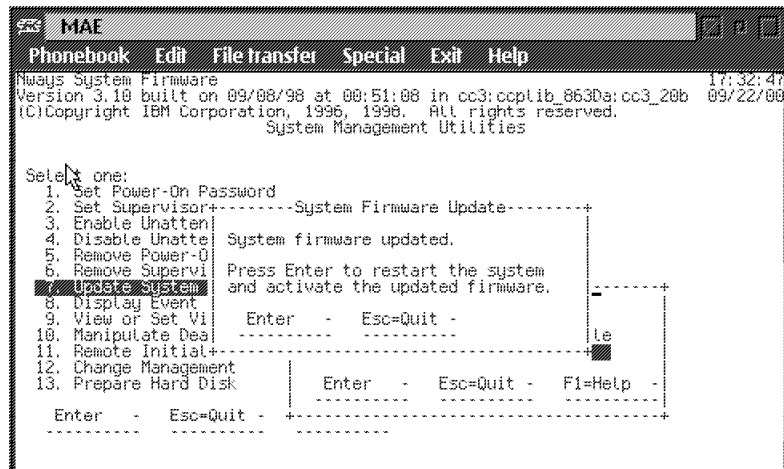 MAE
Phonebook Edit File transfer Special Exit Help
Nways System Firmware 17:32:47
Version 3.10 built on 09/08/98 at 00:51:08 in cc3:ccplib_863Da:cc3_20b 09/22/00
(C)Copyright IBM Corporation, 1996, 1998. All rights reserved.
System Management Utilities
Select one:
1. Set Power-On Password
2. Set Supervisor
3. Enable Unatten
4. Disable Unatte
5. Remove Power-O
6. Remove Supervi
7. Update System
8. Display Event
9. View or Set Vi
10. Manipulate Dea
11. Remote Initial
12. Change Management
13. Prepare Hard Disk
System Firmware Update
System firmware updated.
Press Enter to restart the system
and activate the updated firmware.
Enter - Esc=Quit -
le
Enter - Esc=Quit - F1=Help -
Enter - Esc=Quit -